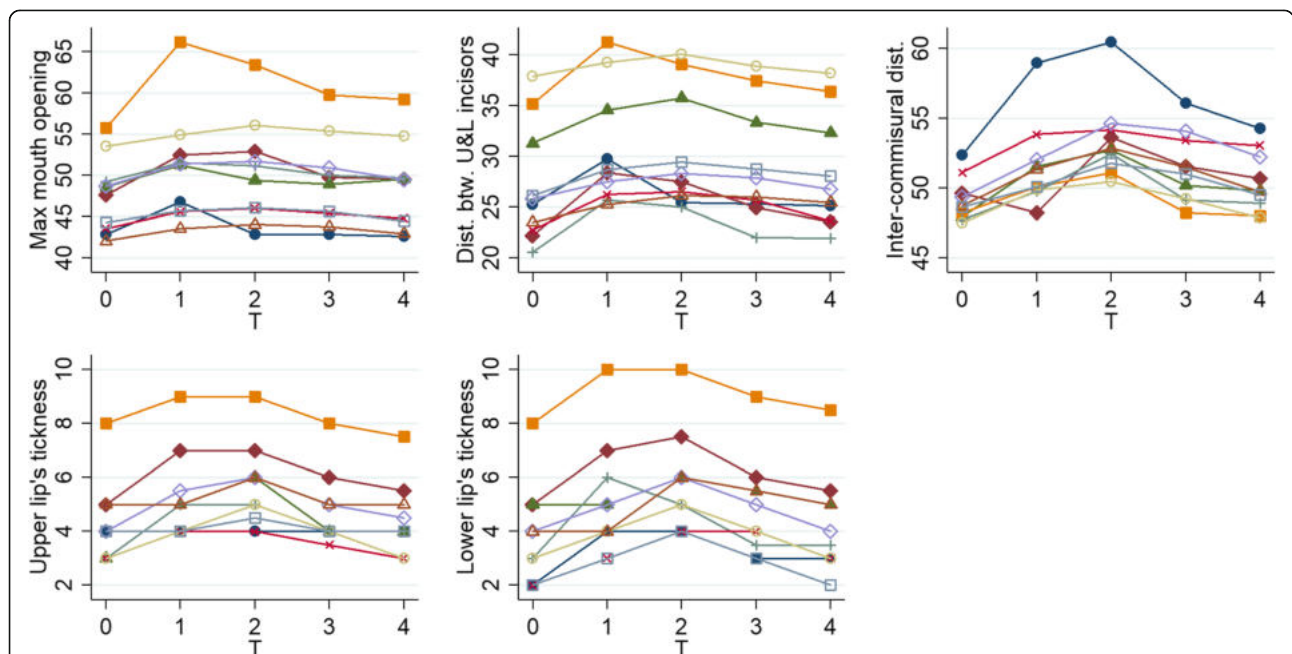 Max mouth opening
65
60
55
50
45
40
0 1 2 3 4
T
Dist. btw. U&L incisors
40
35
30
25
20
0 1 2 3 4
T
Inter-commisural dist.
60
55
50
45
0 1 2 3 4
T
Upper lip's tickness
10
8
6
4
2
0 1 2 3 4
T
Lower lip's tickness
10
8
6
4
2
0 1 2 3 4
T